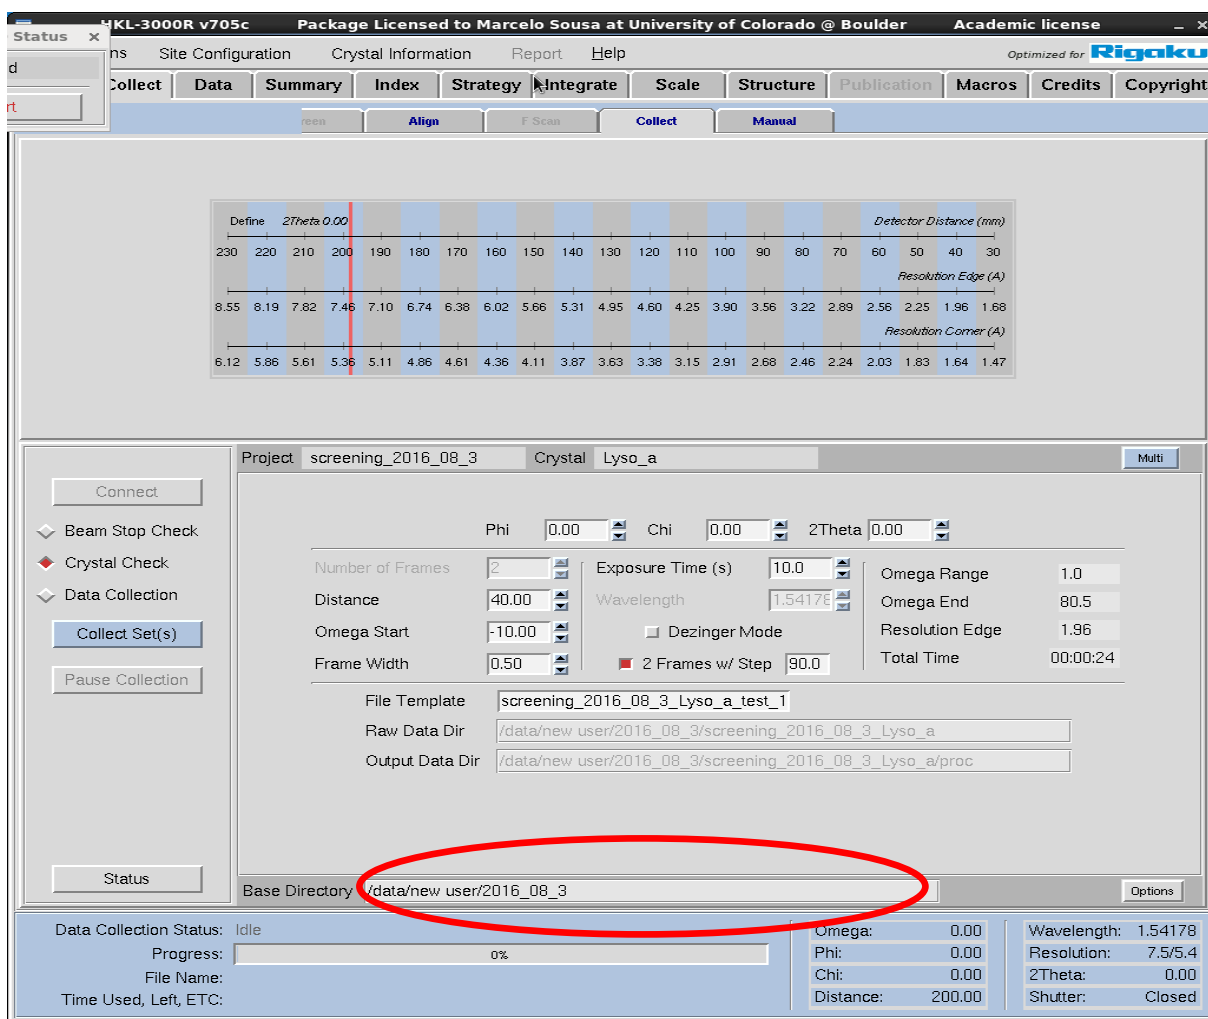 HKL-3000R v705c Package Licensed to Marcelo Sousa at University of Colorado @ Boulder Academic license
Status x
ns Site Configuration Crystal Information Report Help Optimized for Rigaku
d
Collect Data Summary Index Strategy Integrate Scale Structure Publication Macros Credits Copyright
rt
reen Align F Scan Collect Manual
Define 2Theta 0.00 Detector Distance (mm)
230 220 210 200 190 180 170 160 150 140 130 120 110 100 90 80 70 60 50 40 30
Resolution Edge (A)
8.55 8.19 7.82 7.46 7.10 6.74 6.38 6.02 5.66 5.31 4.95 4.60 4.25 3.90 3.56 3.22 2.89 2.56 2.25 1.96 1.68
Resolution Corner (A)
6.12 5.86 5.61 5.36 5.11 4.86 4.61 4.36 4.11 3.87 3.63 3.38 3.15 2.91 2.68 2.46 2.24 2.03 1.83 1.64 1.47
Project screening_2016_08_3 Crystal Lyso_a Multi
Connect
Beam Stop Check
Crystal Check
Data Collection
Collect Set(s)
Pause Collection
Status
Phi 0.00 Chi 0.00 2Theta 0.00
Number of Frames 2 Exposure Time (s) 10.0 Omega Range 1.0
Distance 40.00 Wavelength 1.54178 Omega End 80.5
Omega Start -10.00 Dezinger Mode Resolution Edge 1.96
Frame Width 0.50 2 Frames w/ Step 90.0 Total Time 00:00:24
File Template screening_2016_08_3_Lyso_a_test_1
Raw Data Dir /data/new user/2016_08_3/screening_2016_08_3_Lyso_a
Output Data Dir /data/new user/2016_08_3/screening_2016_08_3_Lyso_a/proc
Base Directory /data/new user/2016_08_3 Options
Data Collection Status: Idle
Progress: 0%
File Name:
Time Used, Left, ETC:
Omega: 0.00 Wavelength: 1.54178
Phi: 0.00 Resolution: 7.5/5.4
Chi: 0.00 2Theta: 0.00
Distance: 200.00 Shutter: Closed